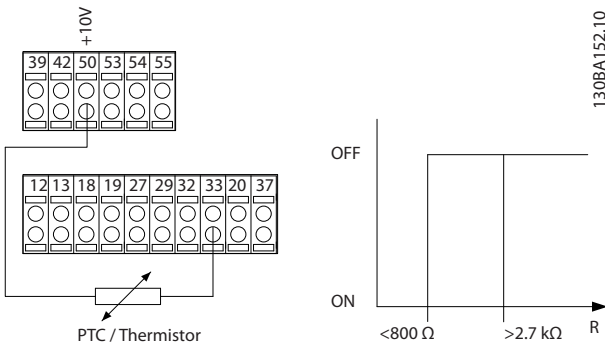 +10V
39 42 50 53 54 55
12 13 18 19 27 29 32 33 20 37
PTC / Thermistor
130BA152.10
OFF
ON
<800 Ω >2.7 kΩ R